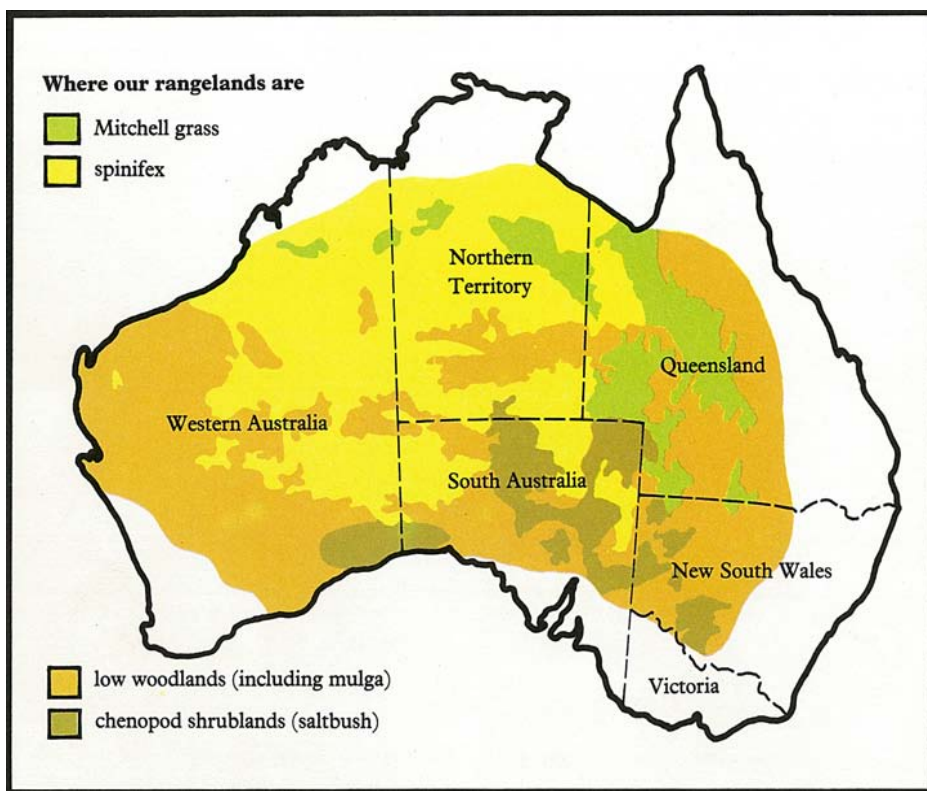 Where our rangelands are
Mitchell grass
spinifex
Northern
Territory
Queensland
Western Australia
South Australia
New South Wales
low woodlands (including mulga)
Victoria
chenopod shrublands (saltbush)